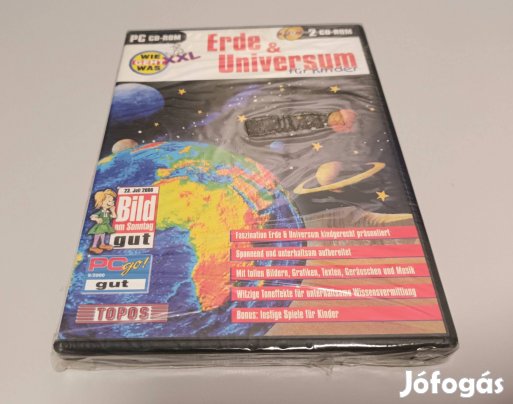 PC CD-ROM
2-CD-ROM
WIE
WAS
XXL
Erde &
Universum
für Kinder
23. Juli 2000
Bild
am Sonntag
gut
PC go!
gut
TOPOS
Faszination Erde & Universum kindgerecht präsentiert
Spannend und unterhaltsam aufbereitet
Mit tollen Bildern, Grafiken, Texten, Geräuschen und Musik
Witzige Toneffekte für unterhaltsame Wissensvermittlung
Bonus: lustige Spiele für Kinder
Jófogás